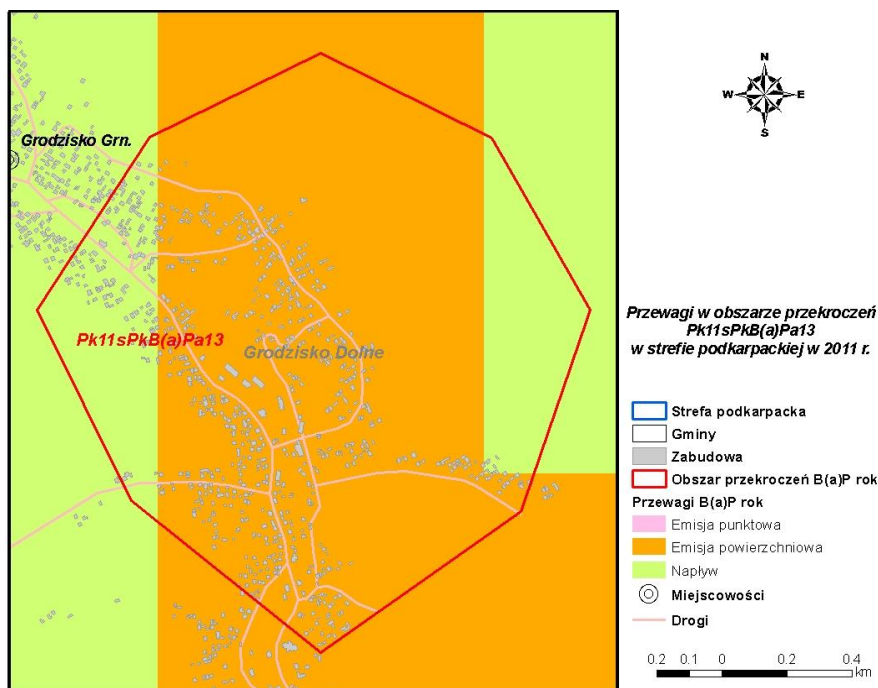 N
W E
S
Grodzisko Grn.
Pk11sPkB(a)Pa13
Grodzisko Dolne
Przewagi w obszarze przekroczeń
Pk11sPkB(a)Pa13
w strefie podkarpackiej w 2011 r.
Strefa podkarpacka
Gminy
Zabudowa
Obszar przekroczeń B(a)P rok
Przewagi B(a)P rok
Emisja punktowa
Emisja powierzchniowa
Napływ
Miejscowości
Drogi
0.2 0.1 0 0.2 0.4
km